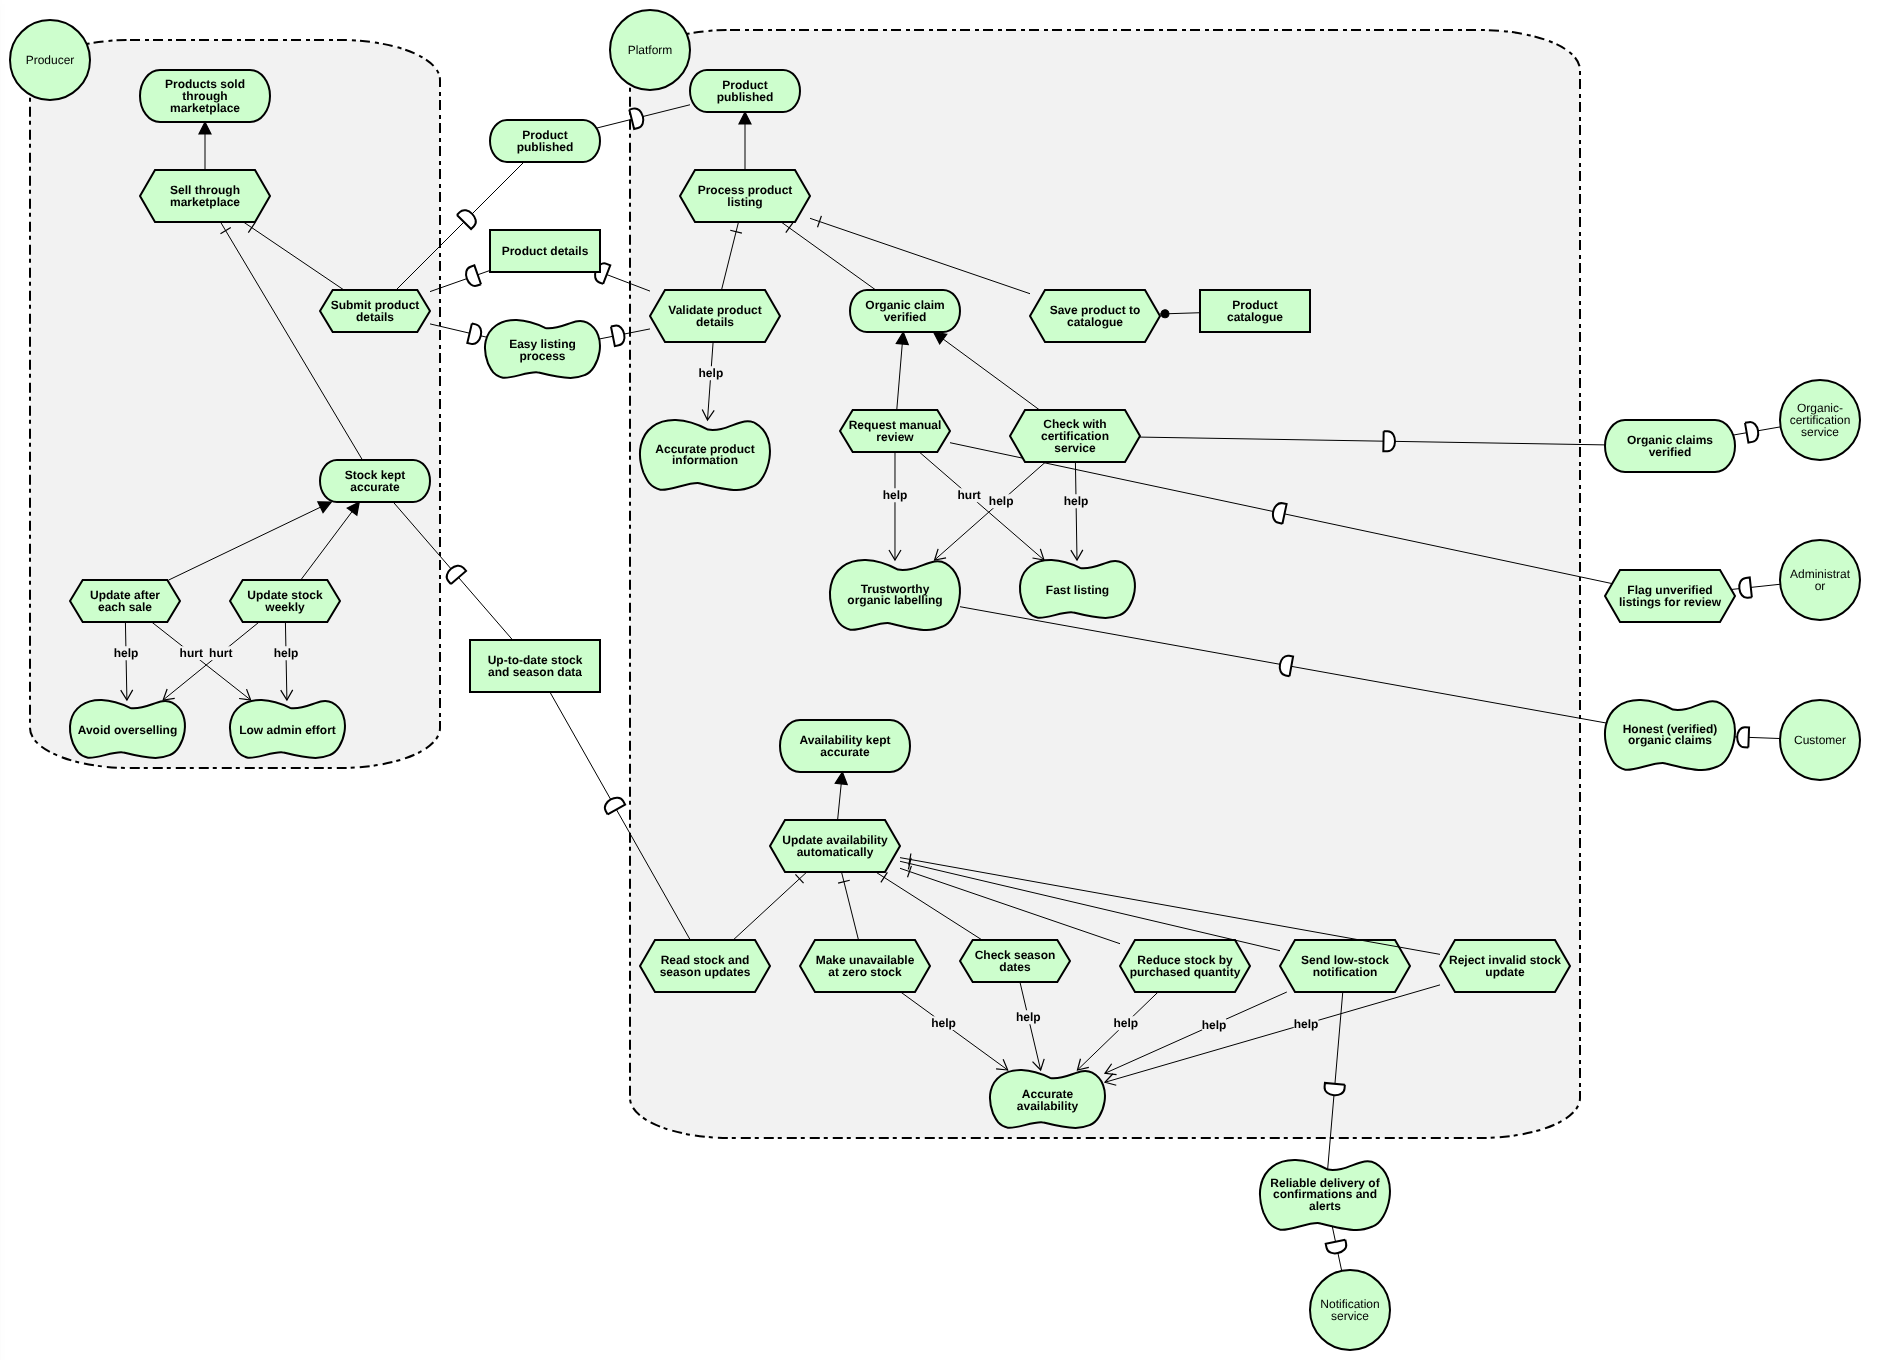 Producer
Products sold
through
marketplace
Sell through
marketplace
Submit product
details
Stock kept
accurate
Update after
each sale
Update stock
weekly
help
hurt
hurt
help
Avoid overselling
Low admin effort
Product
published
Product details
Easy listing
process
Up-to-date stock
and season data
Platform
Product
published
Process product
listing
Validate product
details
Organic claim
verified
Save product to
catalogue
Product
catalogue
help
Accurate product
information
Request manual
review
Check with
certification
service
help
hurt
help
help
Trustworthy
organic labelling
Fast listing
Availability kept
accurate
Update availability
automatically
Read stock and
season updates
Make unavailable
at zero stock
Check season
dates
Reduce stock by
purchased quantity
Send low-stock
notification
Reject invalid stock
update
help
help
help
help
help
Accurate
availability
Organic claims
verified
Organic-
certification
service
Flag unverified
listings for review
Administrat
or
Honest (verified)
organic claims
Customer
Reliable delivery of
confirmations and
alerts
Notification
service